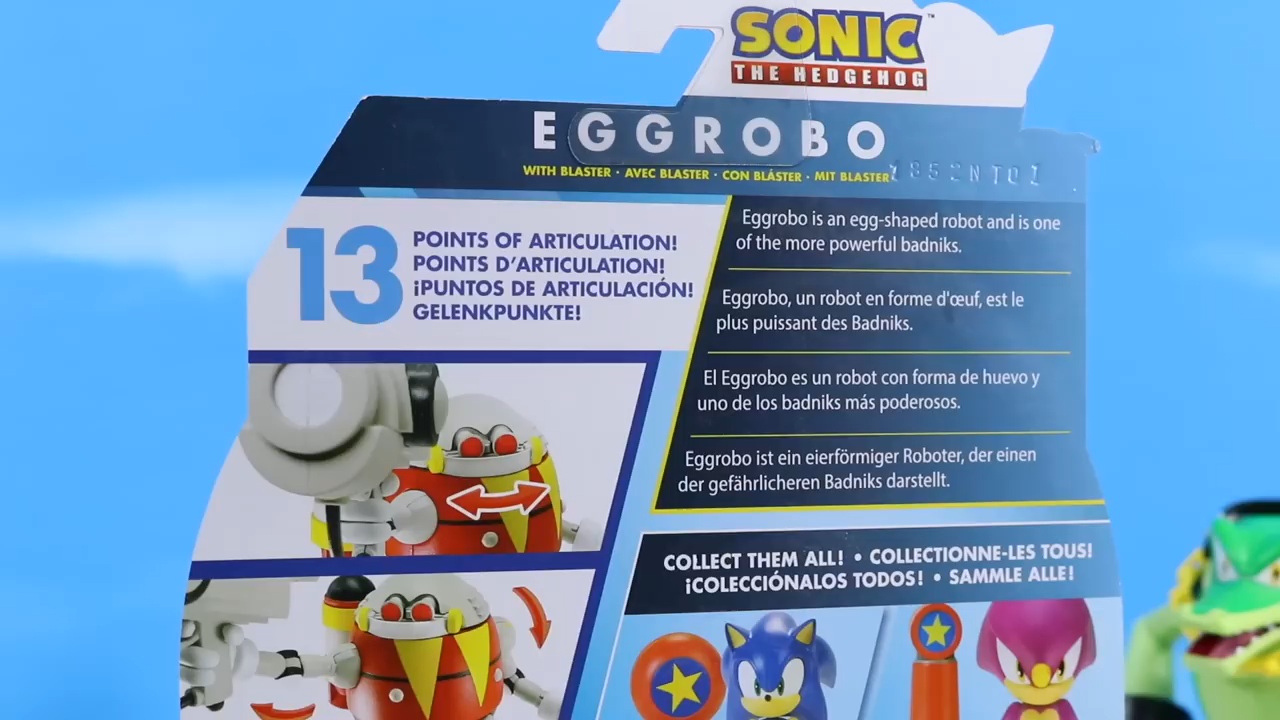 SONIC
THE HEDGEHOG
EGGROBO
WITH BLASTER · AVEC BLASTER · CON BLÁSTER · MIT BLASTER
13
POINTS OF ARTICULATION!
POINTS D'ARTICULATION!
¡PUNTOS DE ARTICULACIÓN!
GELENKPUNKTE!
Eggrobo is an egg-shaped robot and is one
of the more powerful badniks.
Eggrobo, un robot en forme d'œuf, est le
plus puissant des Badniks.
El Eggrobo es un robot con forma de huevo y
uno de los badniks más poderosos.
Eggrobo ist ein eierförmiger Roboter, der einen
der gefährlicheren Badniks darstellt.
COLLECT THEM ALL! • COLLECTIONNE-LES TOUS!
¡COLECCIÓNALOS TODOS! • SAMMLE ALLE!